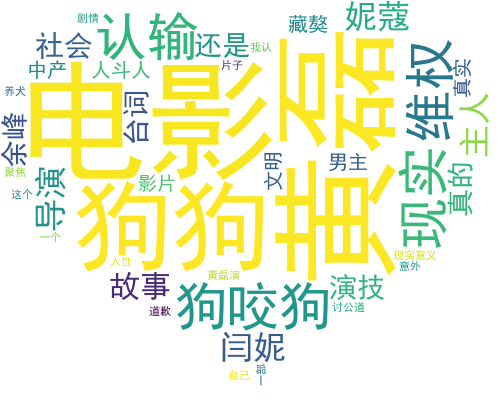 剧情
认输
社会
还是
藏獒
妮蔻
中产
人斗人
片子
我认
养犬
电影
黄磊
台词
维权
真实
主人
余峰
聚焦
这个
导演
影片
狗狗
文明
男主
现实
真的
一个
人性
黄磊演
现实意义
意外
故事
道歉
狗咬狗
演技
讨公道
闫妮
自己